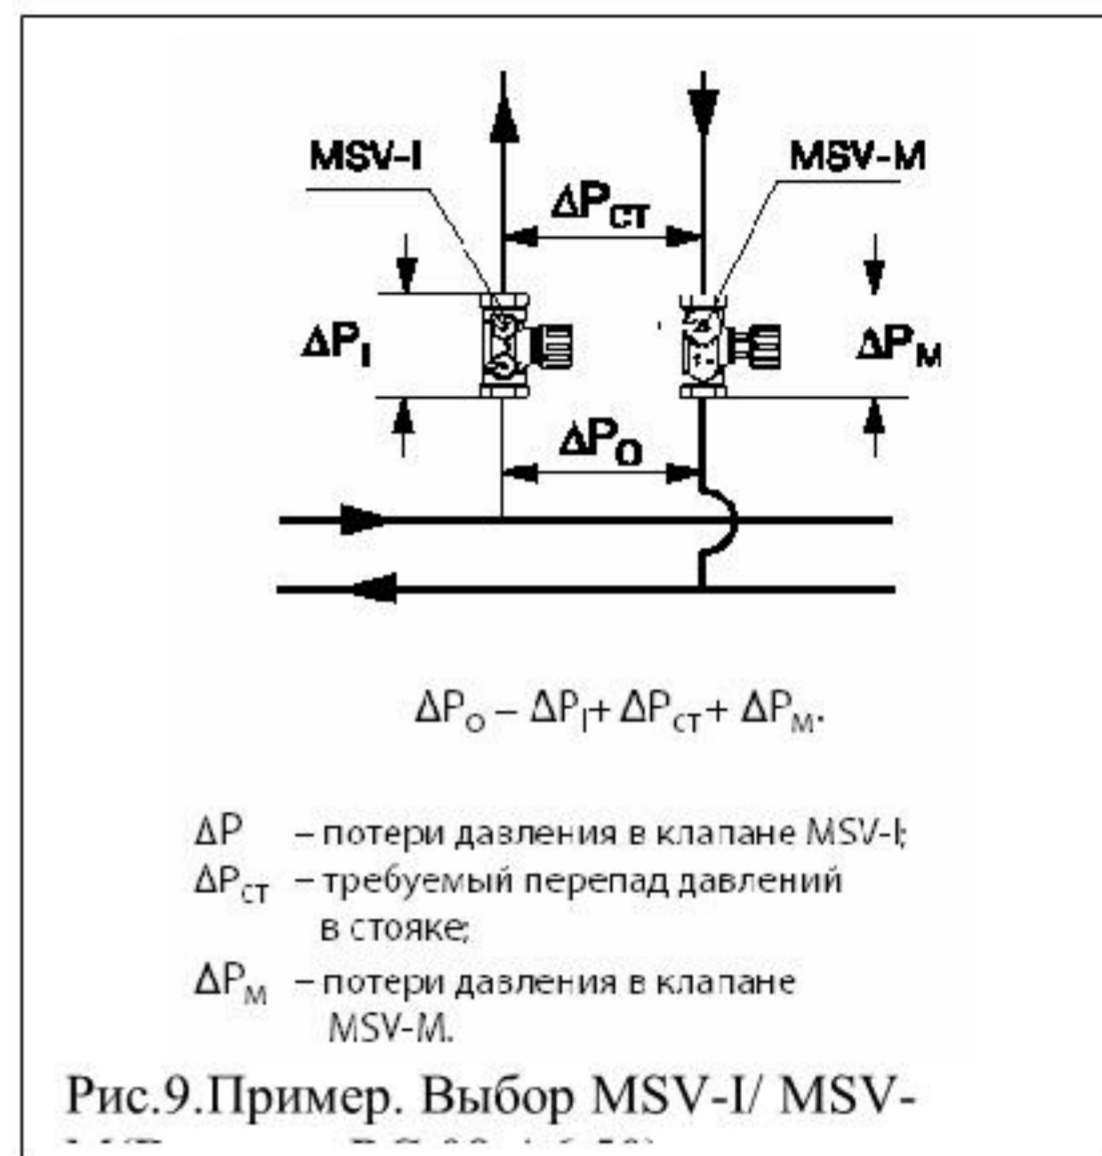 MSV-I
MSV-M
ΔPст
ΔPI
ΔPM
ΔPO
ΔPO – ΔPI+ ΔPст+ ΔPM.
ΔP – потери давления в клапане MSV-I;
ΔPст – требуемый перепад давлений
в стояке;
ΔPM – потери давления в клапане
MSV-M.
Рис.9.Пример. Выбор MSV-I/ MSV-